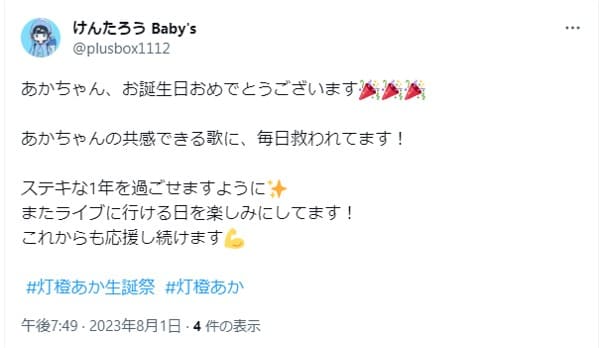 けんたろう Baby's
@plusbox1112
あかちゃん、お誕生日おめでとうございます🎉🎉🎉
あかちゃんの共感できる歌に、毎日救われてます！
ステキな1年を過ごせますように✨
またライブに行ける日を楽しみにしてます！
これからも応援し続けます💪
#灯橙あか生誕祭 #灯橙あか
午後7:49 · 2023年8月1日 · 4 件の表示